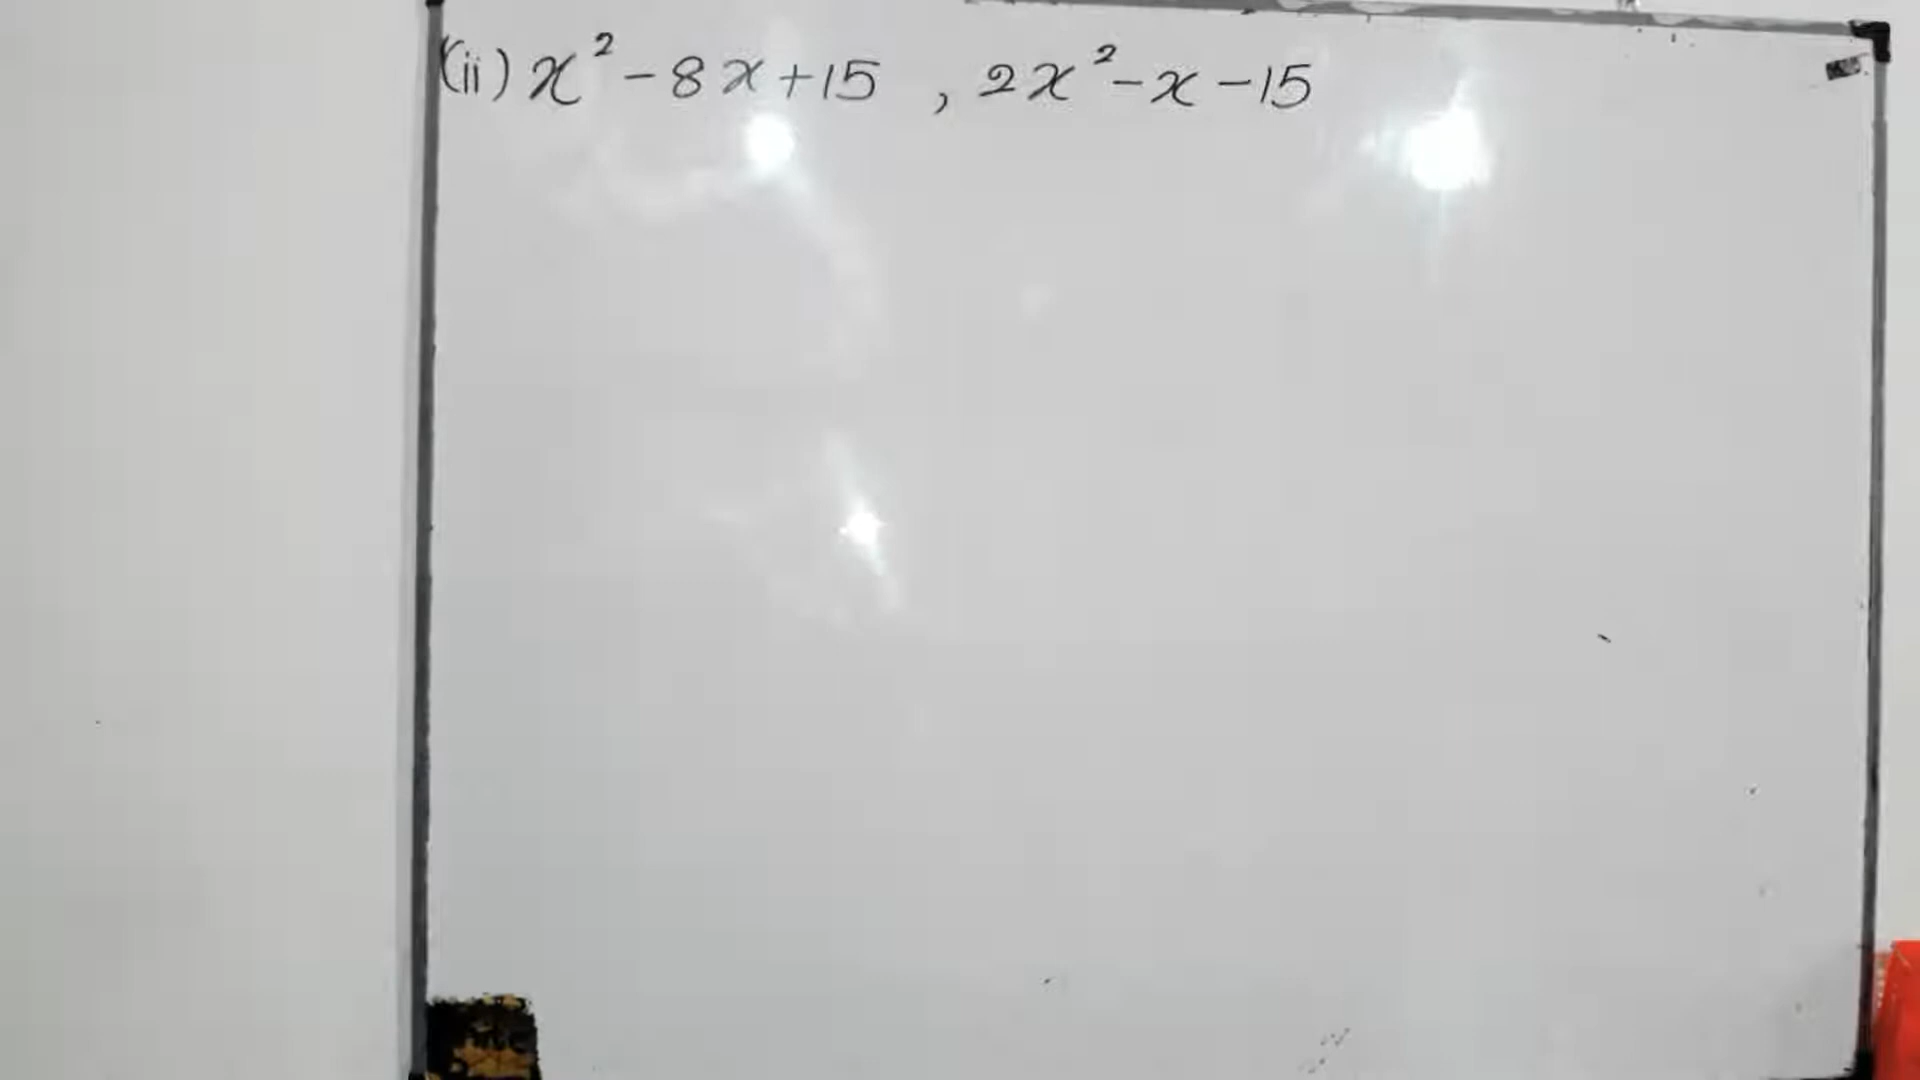 (ii) x² - 8x + 15 , 2x² - x - 15